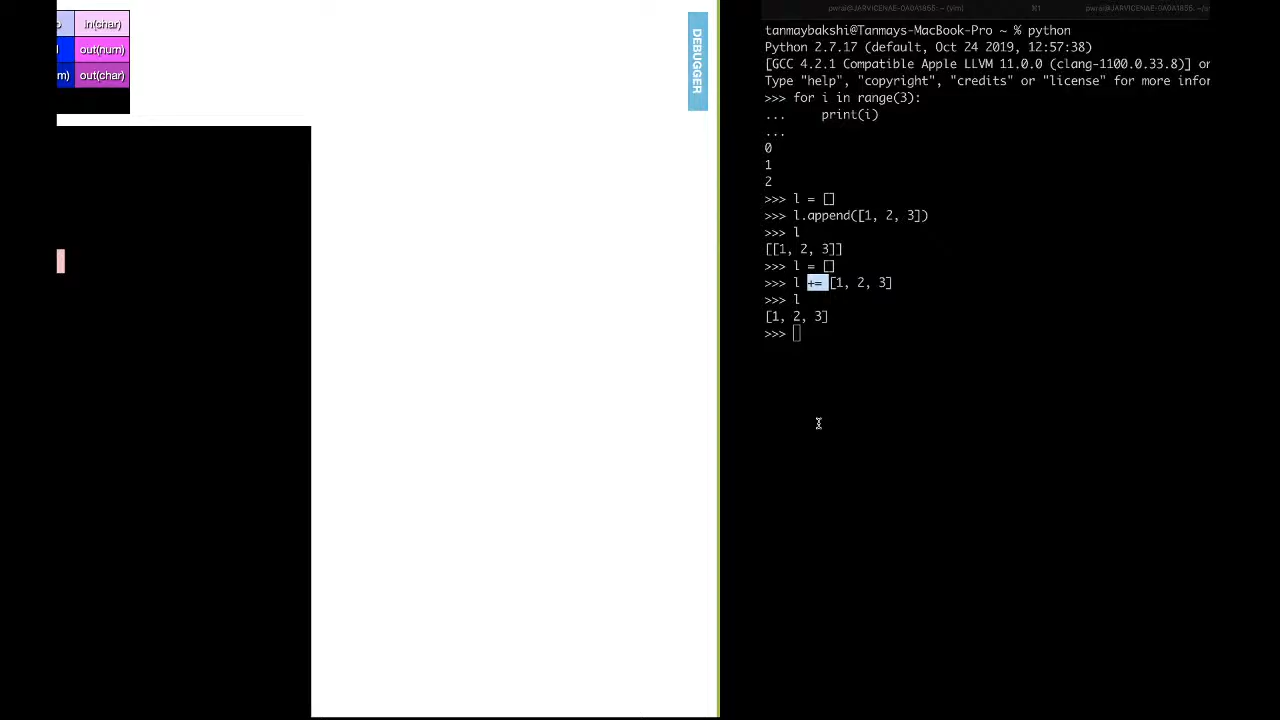 in(char)
out(num)
m) out(char)
DEBUGGER
tanmaybakshi@Tanmays-MacBook-Pro ~ % python
Python 2.7.17 (default, Oct 24 2019, 12:57:38)
[GCC 4.2.1 Compatible Apple LLVM 11.0.0 (clang-1100.0.33.8)] or
Type "help", "copyright", "credits" or "license" for more infor
>>> for i in range(3):
...     print(i)
...
0
1
2
>>> l = []
>>> l.append([1, 2, 3])
>>> l
[[1, 2, 3]]
>>> l = []
>>> l += [1, 2, 3]
>>> l
[1, 2, 3]
>>>